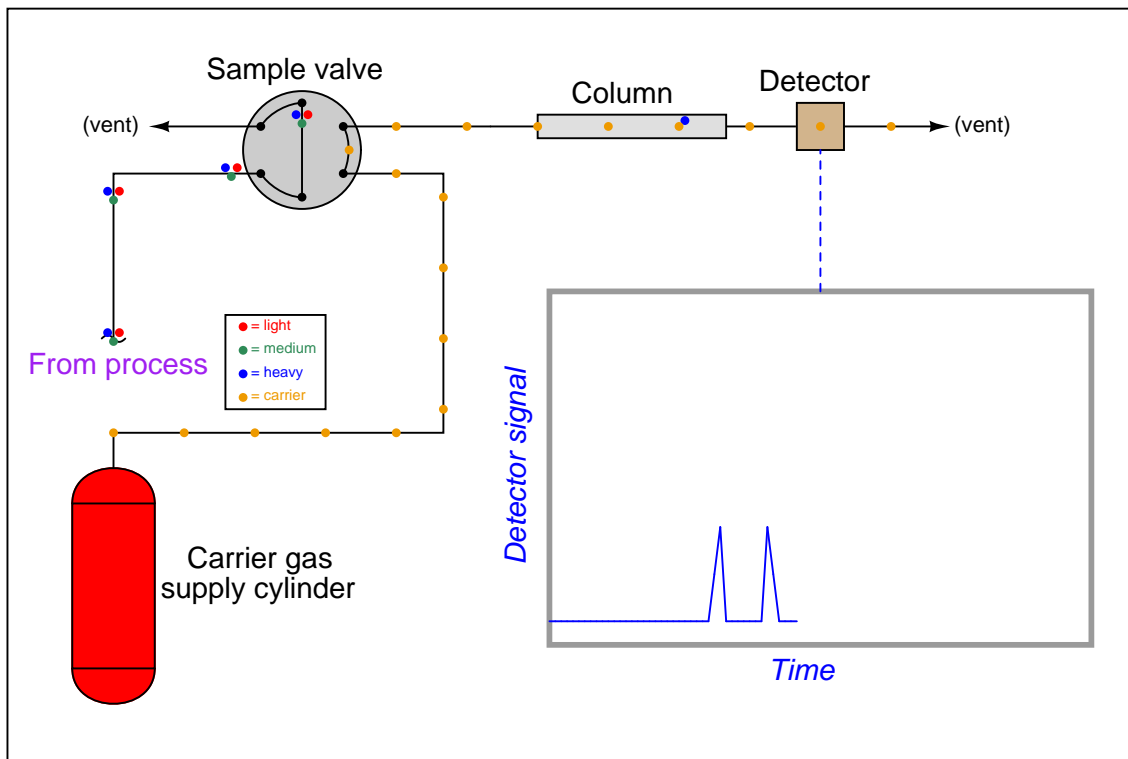 Sample valve
Column
Detector
(vent)
(vent)
= light
= medium
= heavy
= carrier
From process
Detector signal
Carrier gas
supply cylinder
Time